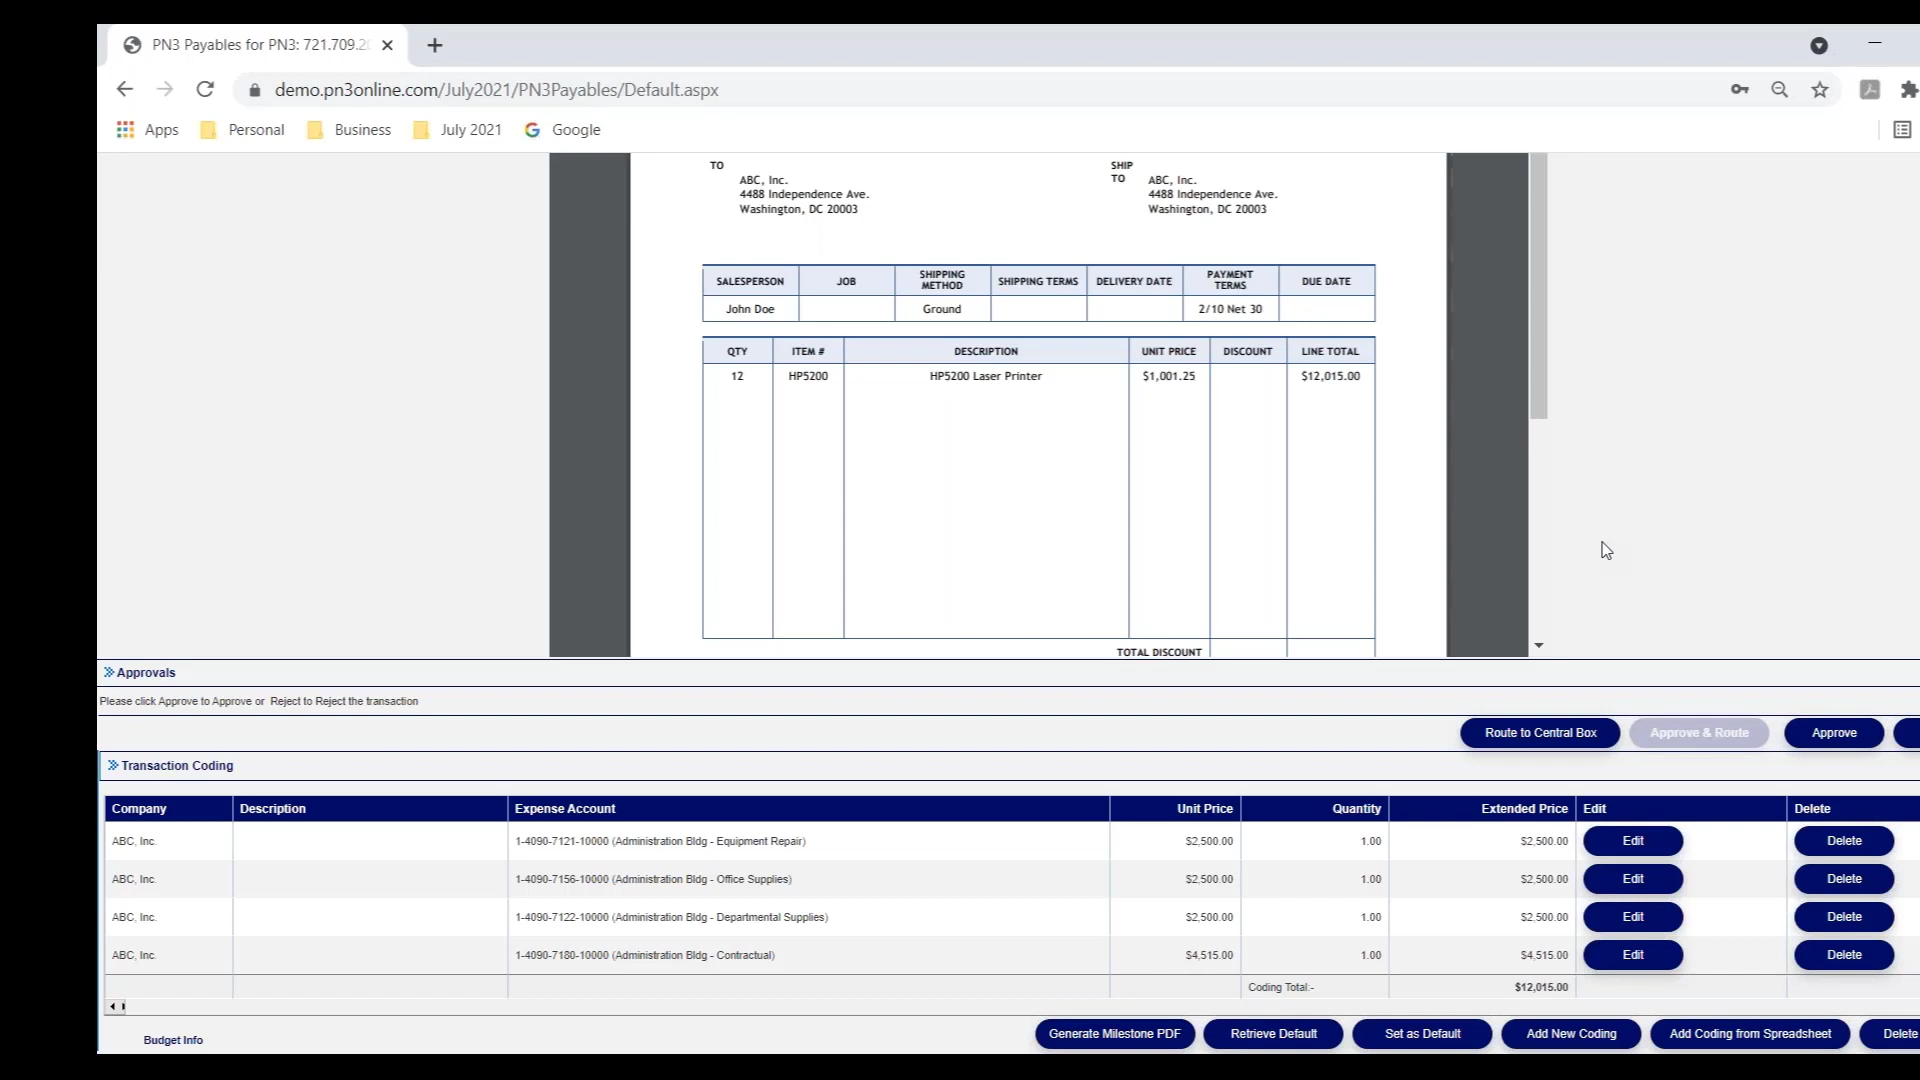 PN3 Payables for PN3: 721.709.20
demo.pn3online.com/July2021/PN3Payables/Default.aspx
Apps Personal Business July 2021 Google
TO
ABC, Inc.
4488 Independence Ave.
Washington, DC 20003
SHIP
TO
ABC, Inc.
4488 Independence Ave.
Washington, DC 20003
SALESPERSON JOB SHIPPING METHOD SHIPPING TERMS DELIVERY DATE PAYMENT TERMS DUE DATE
John Doe Ground 2/10 Net 30
QTY ITEM # DESCRIPTION UNIT PRICE DISCOUNT LINE TOTAL
12 HP5200 HP5200 Laser Printer $1,001.25 $12,015.00
TOTAL DISCOUNT
Approvals
Please click Approve to Approve or Reject to Reject the transaction
Route to Central Box Approve & Route Approve
Transaction Coding
Company Description Expense Account Unit Price Quantity Extended Price Edit Delete
ABC, Inc. 1-4090-7121-10000 (Administration Bldg - Equipment Repair) $2,500.00 1.00 $2,500.00 Edit Delete
ABC, Inc. 1-4090-7156-10000 (Administration Bldg - Office Supplies) $2,500.00 1.00 $2,500.00 Edit Delete
ABC, Inc. 1-4090-7122-10000 (Administration Bldg - Departmental Supplies) $2,500.00 1.00 $2,500.00 Edit Delete
ABC, Inc. 1-4090-7180-10000 (Administration Bldg - Contractual) $4,515.00 1.00 $4,515.00 Edit Delete
Coding Total:- $12,015.00
Budget Info Generate Milestone PDF Retrieve Default Set as Default Add New Coding Add Coding from Spreadsheet Delete